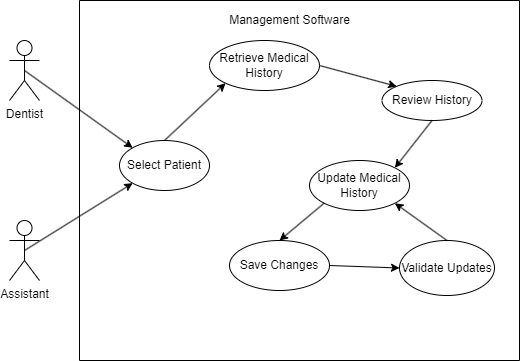 Management Software
Retrieve Medical
History
Review History
Dentist
Select Patient
Update Medical
History
Save Changes
Validate Updates
Assistant